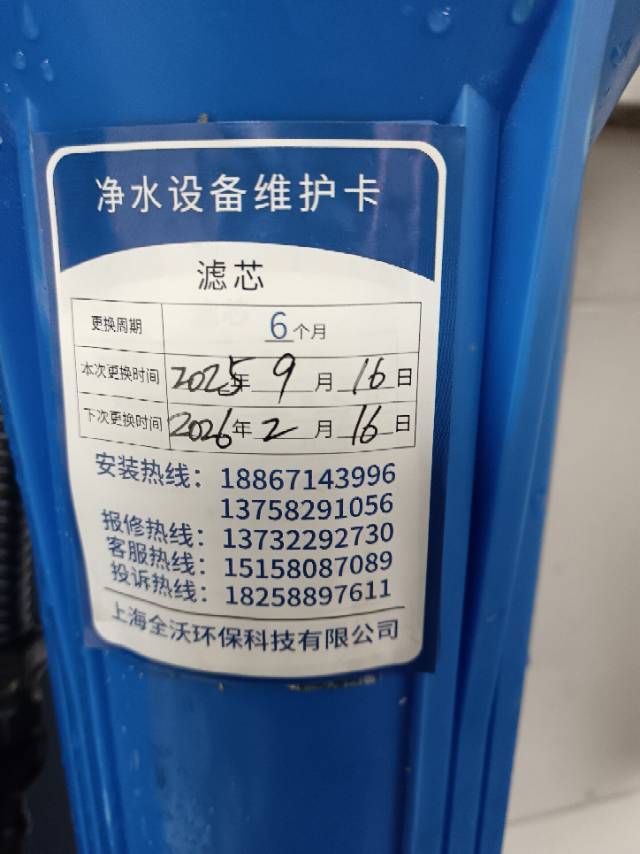 净水设备维护卡
滤芯
更换周期 6个月
本次更换时间 2025年9月16日
下次更换时间 2026年2月16日
安装热线：18867143996
13758291056
报修热线：13732292730
客服热线：15158087089
投诉热线：18258897611
上海全沃环保科技有限公司